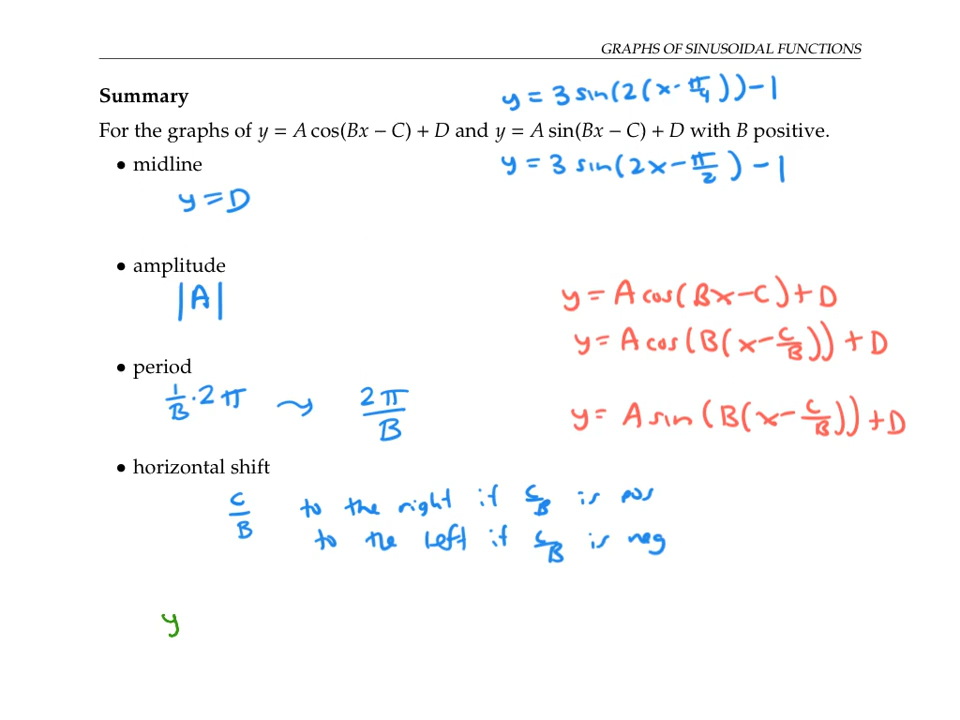 GRAPHS OF SINUSOIDAL FUNCTIONS
Summary
y = 3 sin(2(x - π/4)) - 1
For the graphs of y = A cos(Bx − C) + D and y = A sin(Bx − C) + D with B positive.
• midline
y = 3 sin(2x - π/2) - 1
y = D
• amplitude
|A|
y = A cos(Bx - C) + D
y = A cos(B(x - C/B)) + D
• period
1/B · 2π ⇝ 2π/B
y = A sin(B(x - C/B)) + D
• horizontal shift
C/B to the right if C/B is pos
to the left if C/B is neg
y